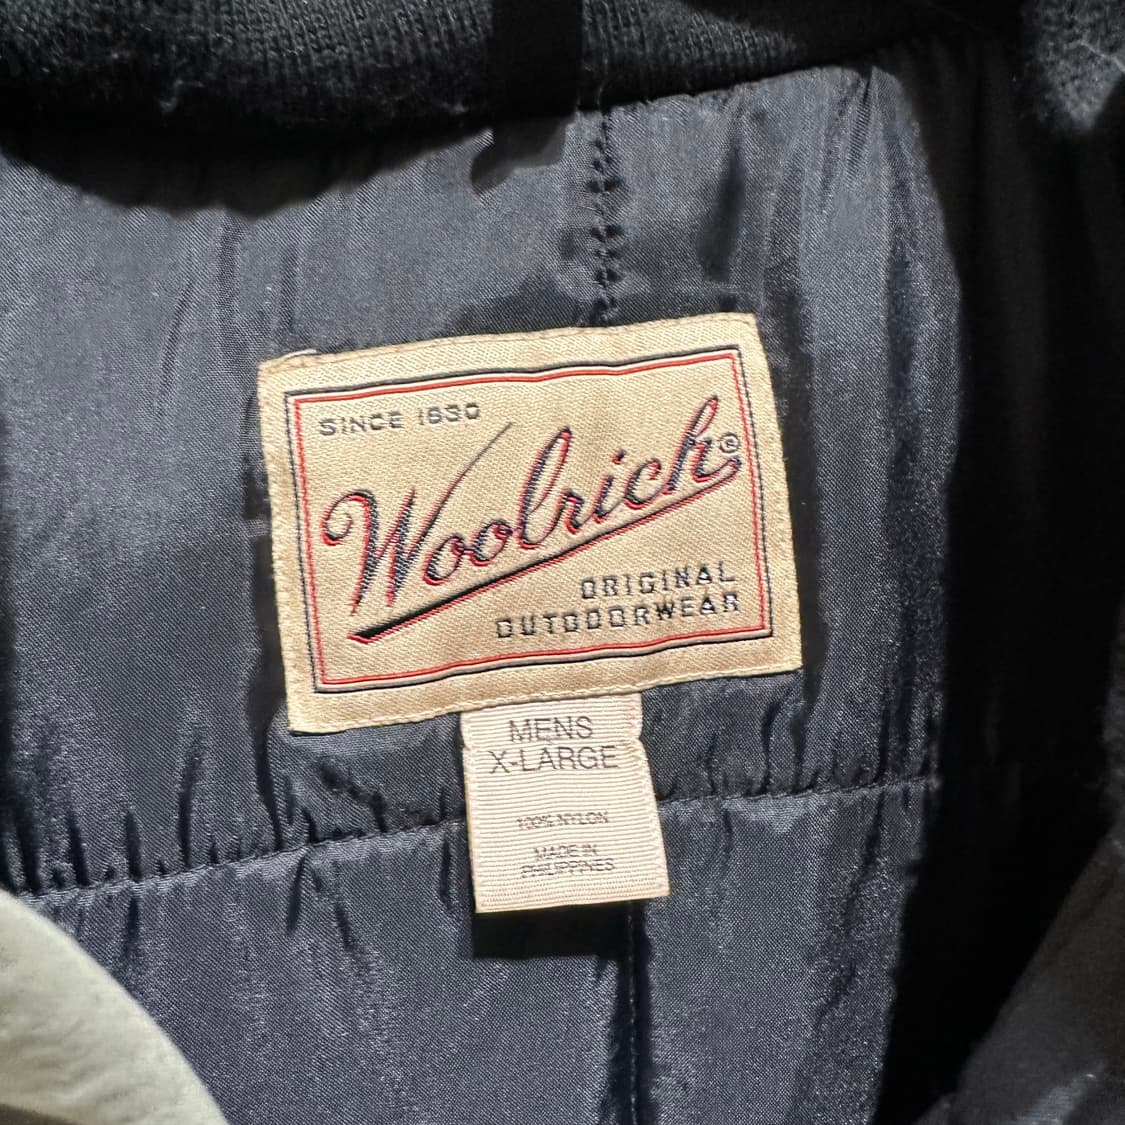 SINCE 1830
Woolrich®
ORIGINAL
OUTDOORWEAR
MENS
X-LARGE
100% NYLON
MADE IN
PHILIPPINES